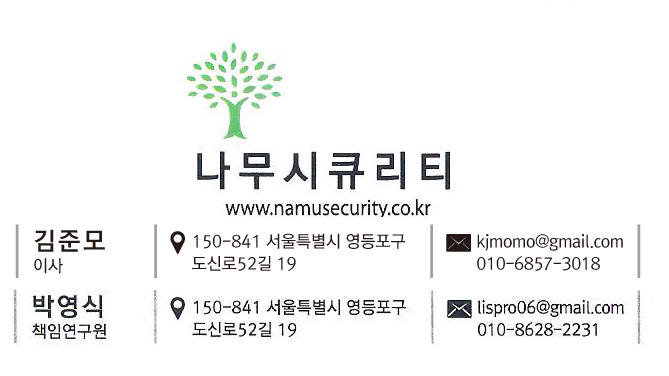 나무시큐리티
www.namusecurity.co.kr
김준모
이사
150-841 서울특별시 영등포구
도신로52길 19
kjmomo@gmail.com
010-6857-3018
박영식
책임연구원
150-841 서울특별시 영등포구
도신로52길 19
lispro06@gmail.com
010-8628-2231